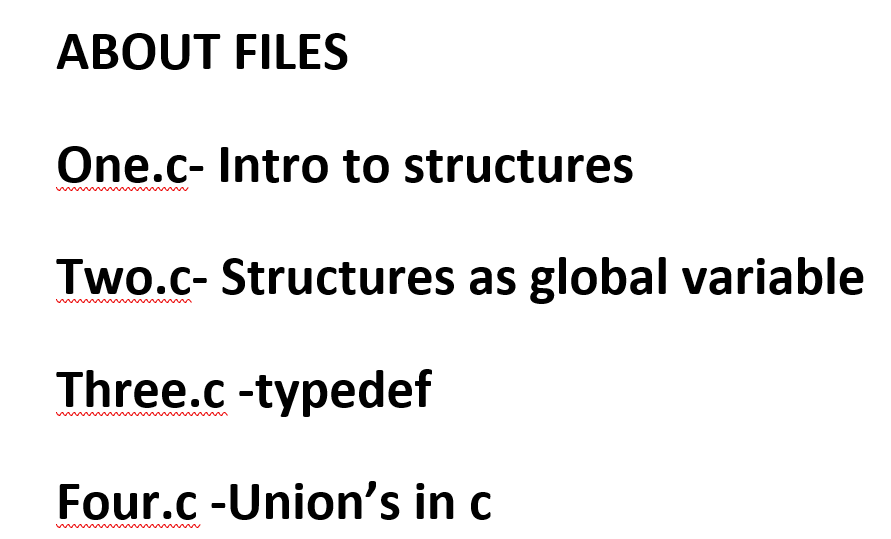 ABOUT FILES
One.c- Intro to structures
Two.c- Structures as global variable
Three.c -typedef
Four.c -Union’s in c